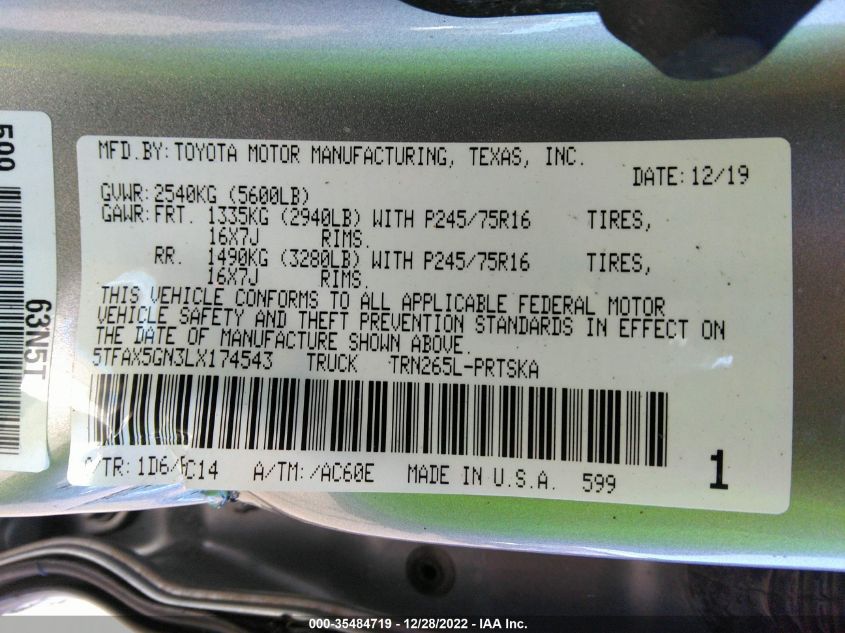 MFD.BY:TOYOTA MOTOR MANUFACTURING, TEXAS, INC.
DATE:12/19
GVWR:2540KG (5600LB)
GAWR:FRT. 1335KG (2940LB) WITH P245/75R16 TIRES,
16X7J RIMS.
RR. 1490KG (3280LB) WITH P245/75R16 TIRES,
16X7J RIMS.
THIS VEHICLE CONFORMS TO ALL APPLICABLE FEDERAL MOTOR
VEHICLE SAFETY AND THEFT PREVENTION STANDARDS IN EFFECT ON
THE DATE OF MANUFACTURE SHOWN ABOVE.
5TFAX5GN3LX174543 TRUCK TRN265L-PRTSKA
C/TR:1D6/FC14 A/TM:/AC60E MADE IN U.S.A. 599
1
63N5T
000-35484719 - 12/28/2022 - IAA Inc.